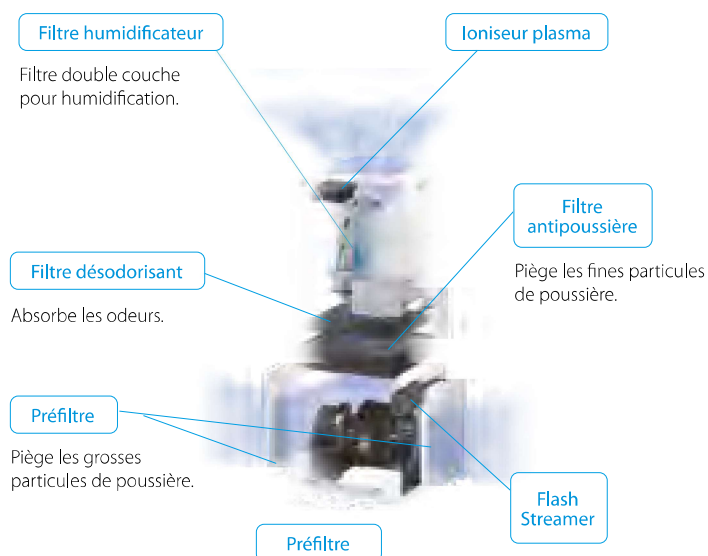 Filtre humidificateur
Ioniseur plasma
Filtre double couche
pour humidification.
Filtre
antipoussière
Piège les fines particules
de poussière.
Filtre désodorisant
Absorbe les odeurs.
Préfiltre
Piège les grosses
particules de poussière.
Flash
Streamer
Préfiltre